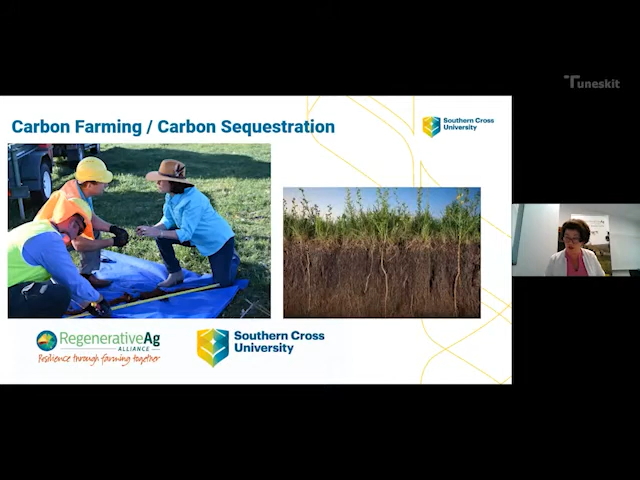 Tuneskit
Carbon Farming / Carbon Sequestration
Southern Cross
University
RegenerativeAg
ALLIANCE
Resilience through farming together
Southern Cross
University